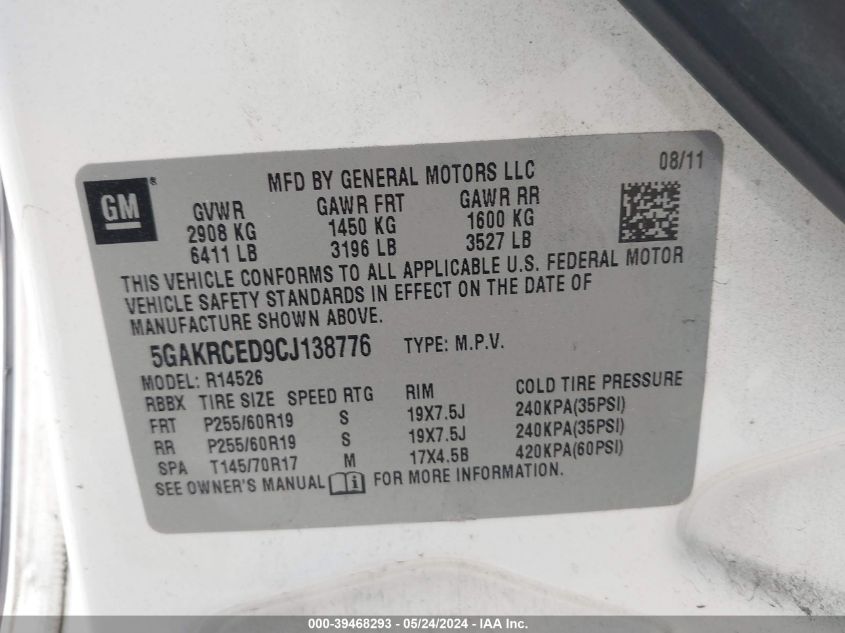 08/11
MFD BY GENERAL MOTORS LLC
GM®
GVWR GAWR FRT GAWR RR
2908 KG 1450 KG 1600 KG
6411 LB 3196 LB 3527 LB
THIS VEHICLE CONFORMS TO ALL APPLICABLE U.S. FEDERAL MOTOR
VEHICLE SAFETY STANDARDS IN EFFECT ON THE DATE OF
MANUFACTURE SHOWN ABOVE.
5GAKRCED9CJ138776 TYPE: M.P.V.
MODEL: R14526
RBBX TIRE SIZE SPEED RTG RIM COLD TIRE PRESSURE
FRT P255/60R19 S 19X7.5J 240KPA(35PSI)
RR P255/60R19 S 19X7.5J 240KPA(35PSI)
SPA T145/70R17 M 17X4.5B 420KPA(60PSI)
SEE OWNER'S MANUAL i FOR MORE INFORMATION.
000-39468293 - 05/24/2024 - IAA Inc.